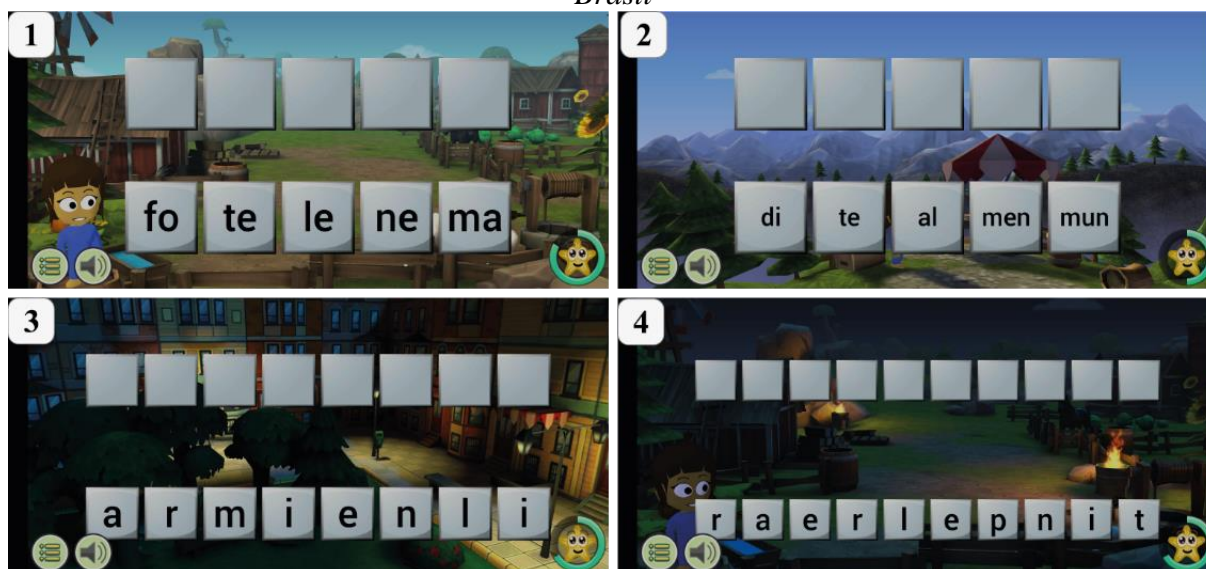 Brasil
1
fo te le ne ma
2
di te al men mun
3
a r m i e n l i
4
r a e r l e p n i t